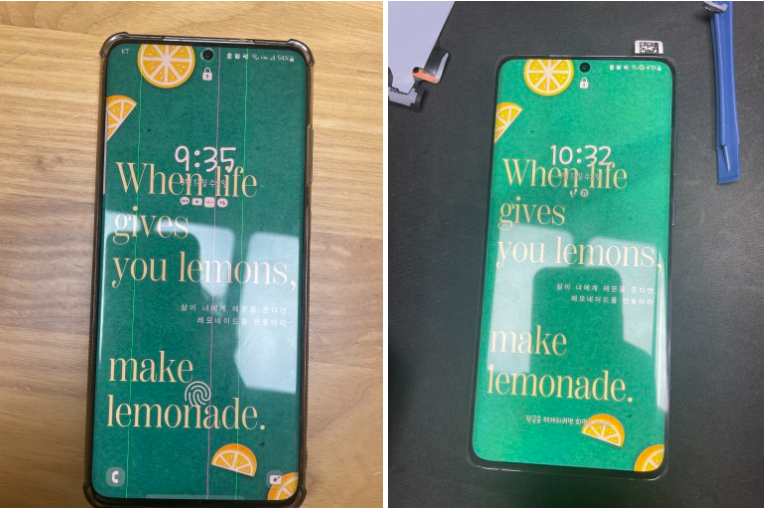 KT
54%
9:35
When life
gives
you lemons,
삶이 너에게 레몬을 준다면,
레모네이드를 만들어라
make
lemonade.
10:32
When life
gives
you lemons,
삶이 너에게 레몬을 준다면,
레모네이드를 만들어라
make
lemonade.